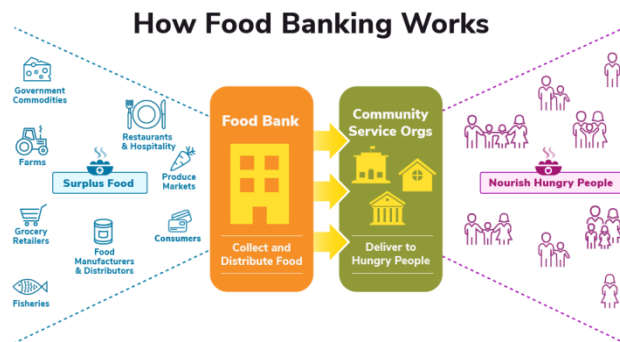 How Food Banking Works
Government
Commodities
Restaurants
& Hospitality
Farms
Produce
Markets
Surplus Food
Grocery
Retailers
Food
Manufacturers
& Distributors
Consumers
Fisheries
Food Bank
Collect and
Distribute Food
Community
Service Orgs
Deliver to
Hungry People
Nourish Hungry People